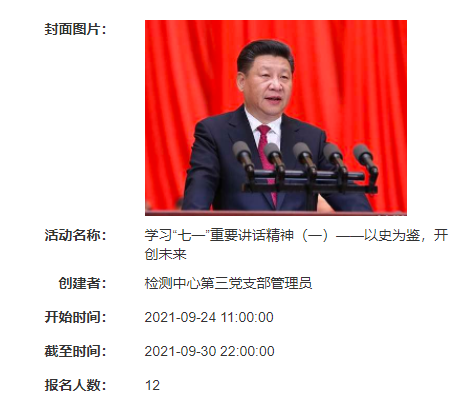 封面图片：
活动名称： 学习“七一”重要讲话精神（一）——以史为鉴，开
创未来
创建者： 检测中心第三党支部管理员
开始时间： 2021-09-24 11:00:00
截至时间： 2021-09-30 22:00:00
报名人数： 12